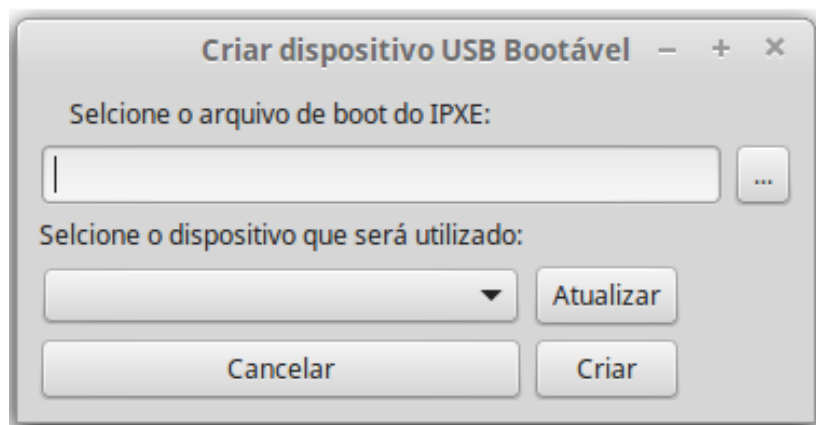 Criar dispositivo USB Bootável
Selcione o arquivo de boot do IPXE:
...
Selcione o dispositivo que será utilizado:
Atualizar
Cancelar Criar